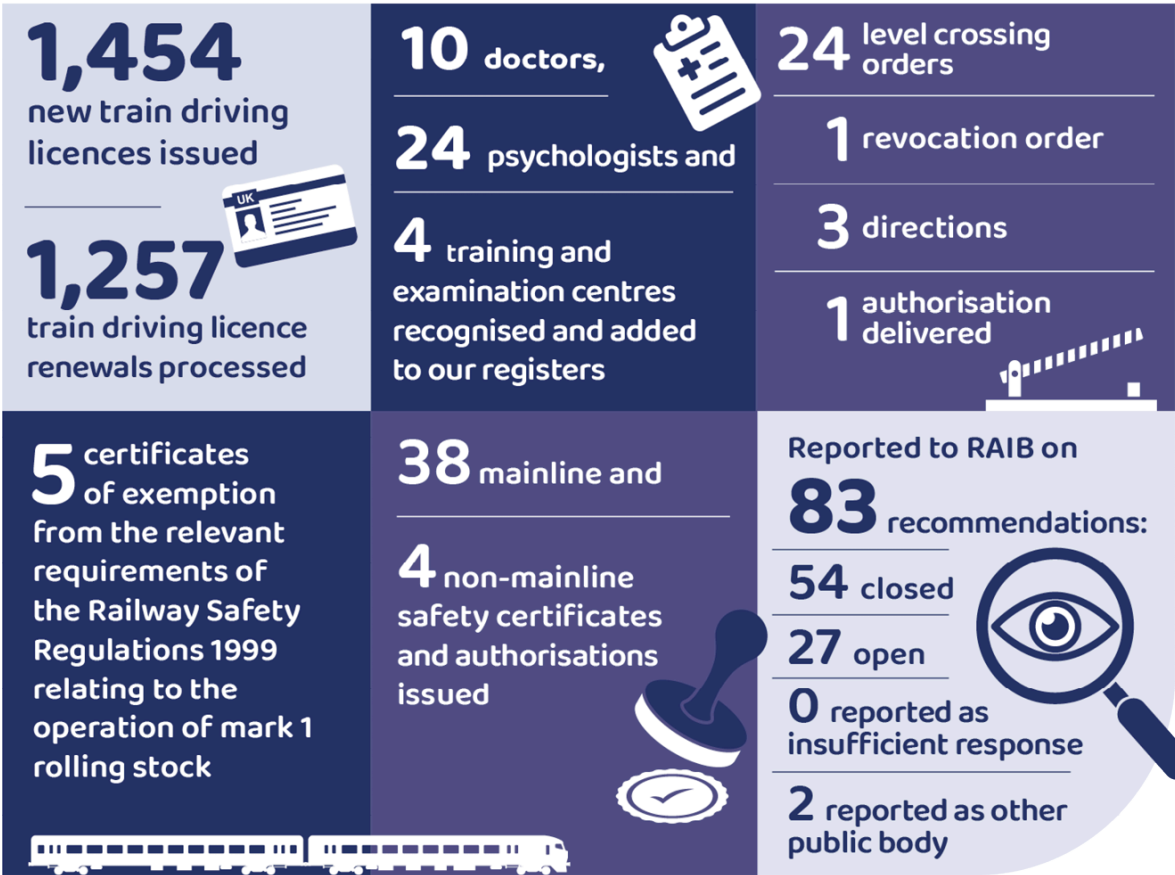 1,454
new train driving
licences issued
UK
1,257
train driving licence
renewals processed
10 doctors,
24 psychologists and
4 training and
examination centres
recognised and added
to our registers
24 level crossing
orders
1 revocation order
3 directions
1 authorisation
delivered
5 certificates
of exemption
from the relevant
requirements of
the Railway Safety
Regulations 1999
relating to the
operation of mark 1
rolling stock
38 mainline and
4 non-mainline
safety certificates
and authorisations
issued
Reported to RAIB on
83 recommendations:
54 closed
27 open
0 reported as
insufficient response
2 reported as other
public body